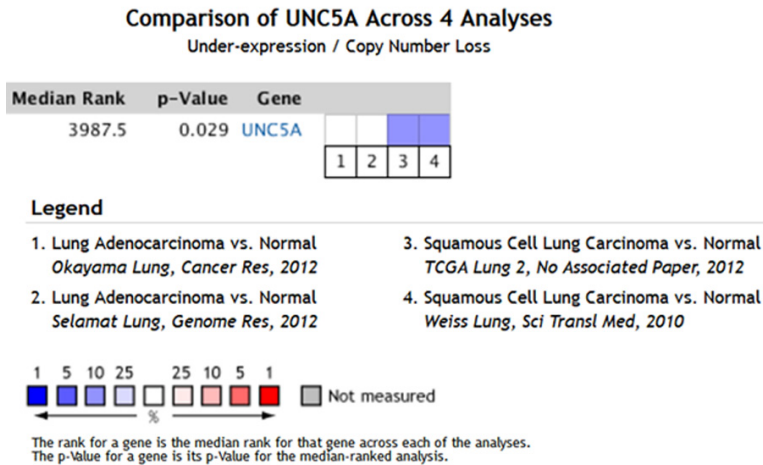 Comparison of UNC5A Across 4 Analyses
Under-expression / Copy Number Loss
Median Rank p-Value Gene
3987.5 0.029 UNC5A
1 2 3 4
Legend
1. Lung Adenocarcinoma vs. Normal
Okayama Lung, Cancer Res, 2012
2. Lung Adenocarcinoma vs. Normal
Selamat Lung, Genome Res, 2012
3. Squamous Cell Lung Carcinoma vs. Normal
TCGA Lung 2, No Associated Paper, 2012
4. Squamous Cell Lung Carcinoma vs. Normal
Weiss Lung, Sci Transl Med, 2010
1 5 10 25 25 10 5 1
Not measured
%
The rank for a gene is the median rank for that gene across each of the analyses.
The p-Value for a gene is its p-Value for the median-ranked analysis.